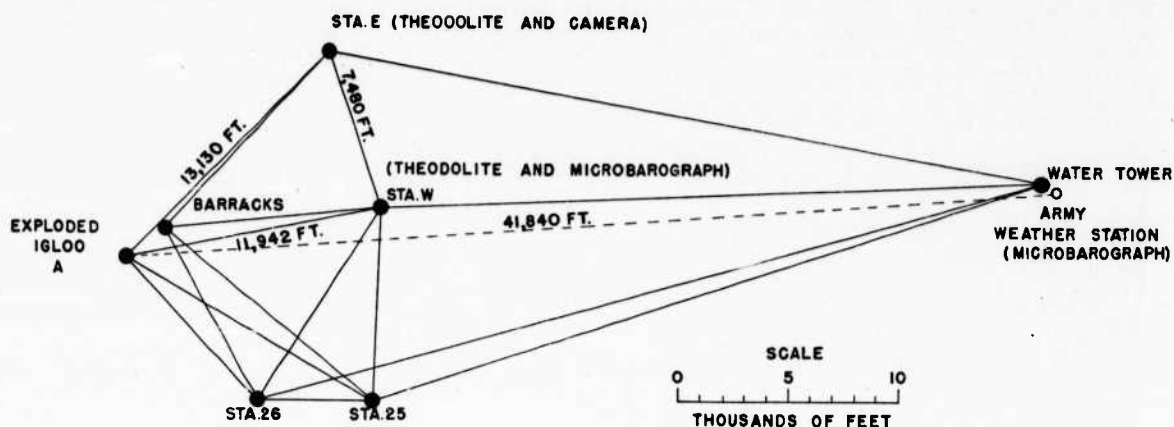 STA. E (THEODOLITE AND CAMERA)
13,130 FT.
7,480 FT.
(THEODOLITE AND MICROBAROGRAPH)
STA. W
BARRACKS
WATER TOWER
EXPLODED
IGLOO
A
11,942 FT.
41,840 FT.
ARMY
WEATHER STATION
(MICROBAROGRAPH)
STA. 26
STA. 25
SCALE
0 5 10
THOUSANDS OF FEET